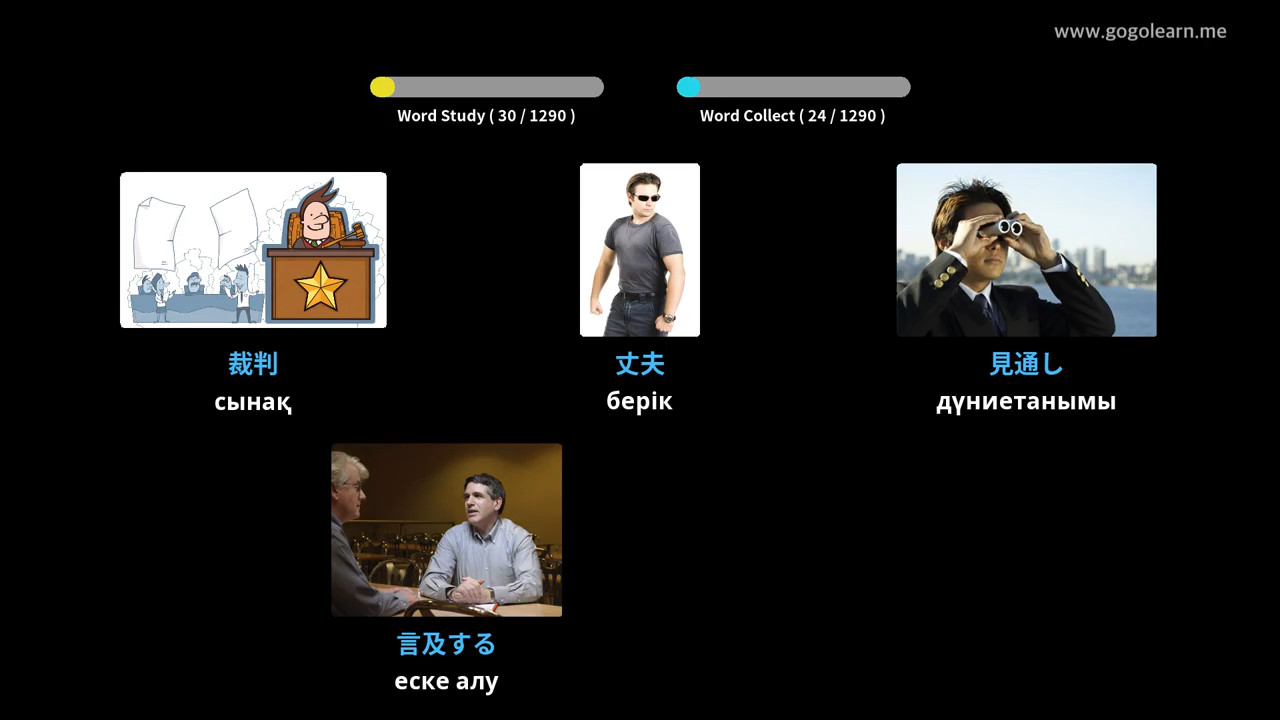 www.gogolearn.me
Word Study ( 30 / 1290 )
Word Collect ( 24 / 1290 )
裁判
сынақ
丈夫
берік
見通し
дүниетанымы
言及する
еске алу